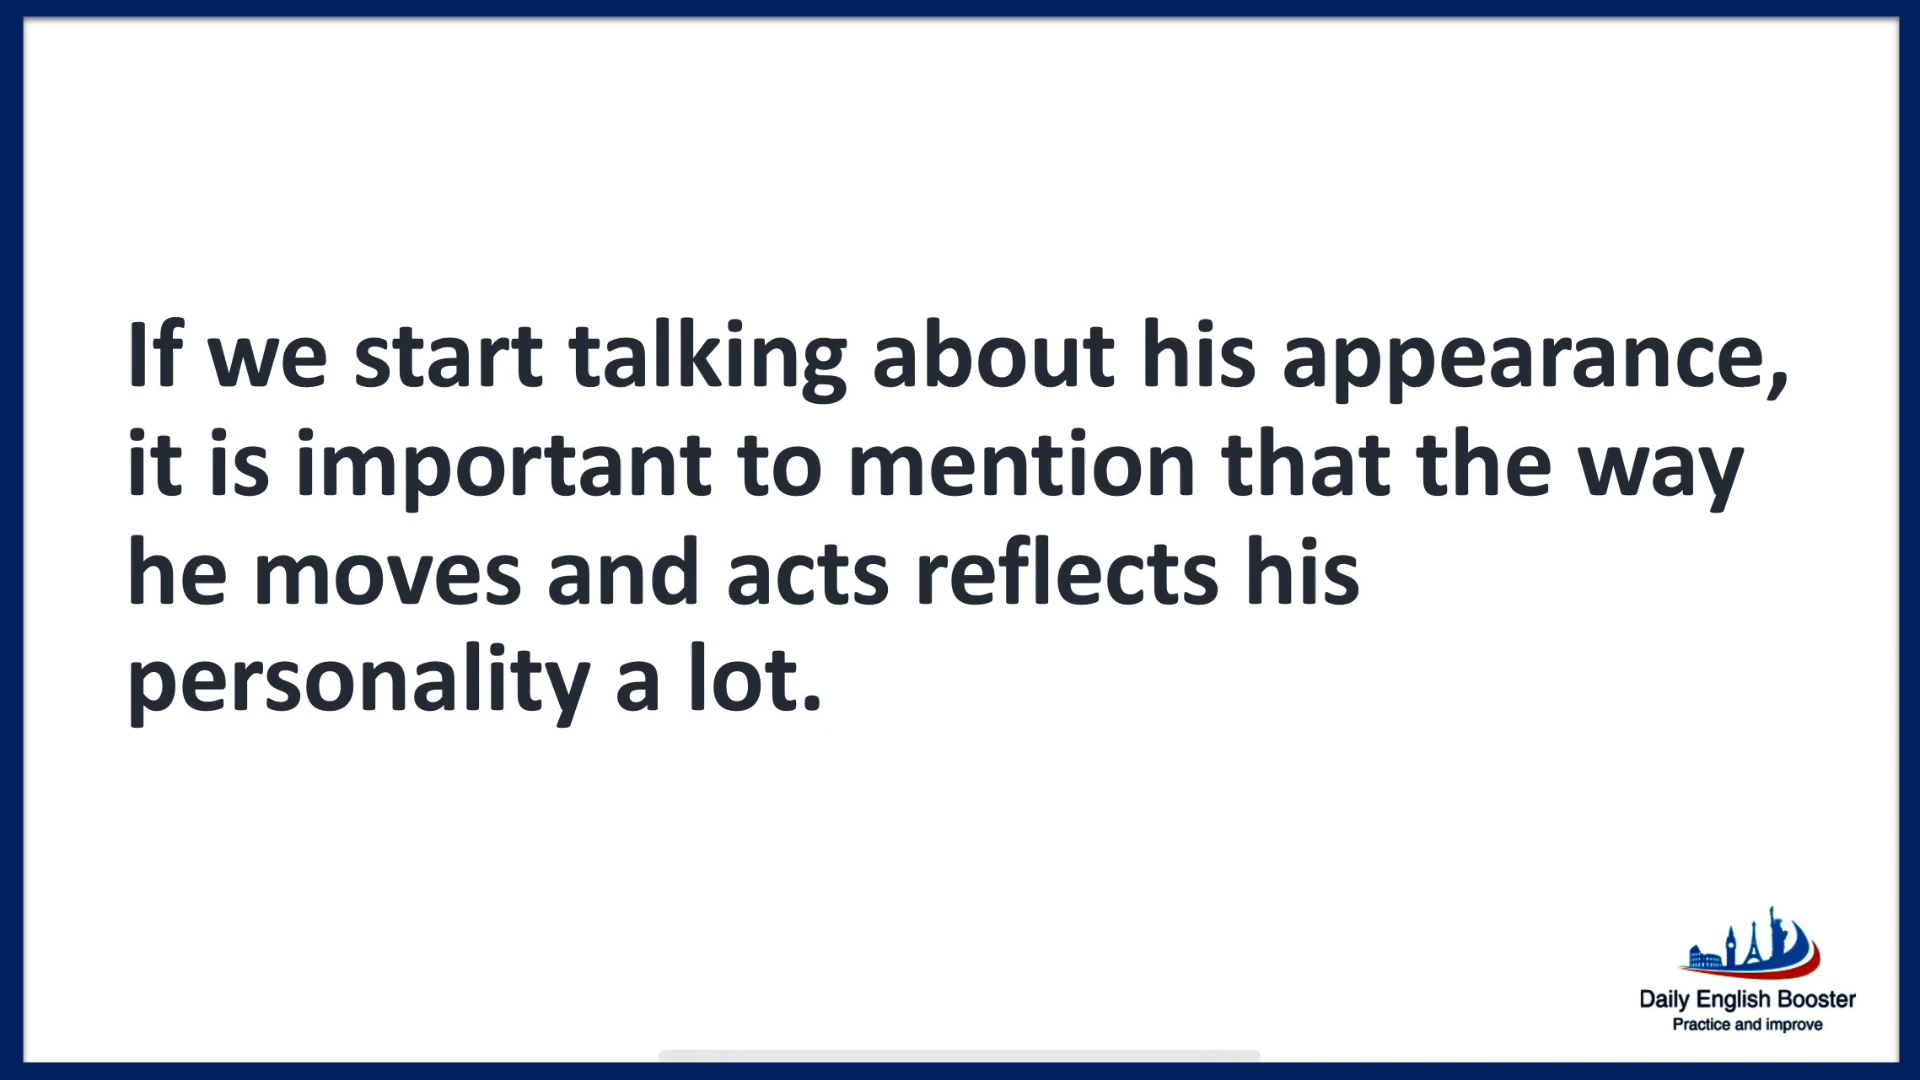 If we start talking about his appearance,
it is important to mention that the way
he moves and acts reflects his
personality a lot.
Daily English Booster
Practice and improve